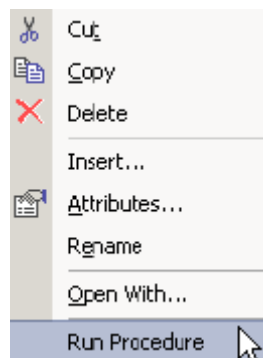 Cut
Copy
Delete
Insert...
Attributes...
Rename
Open With...
Run Procedure